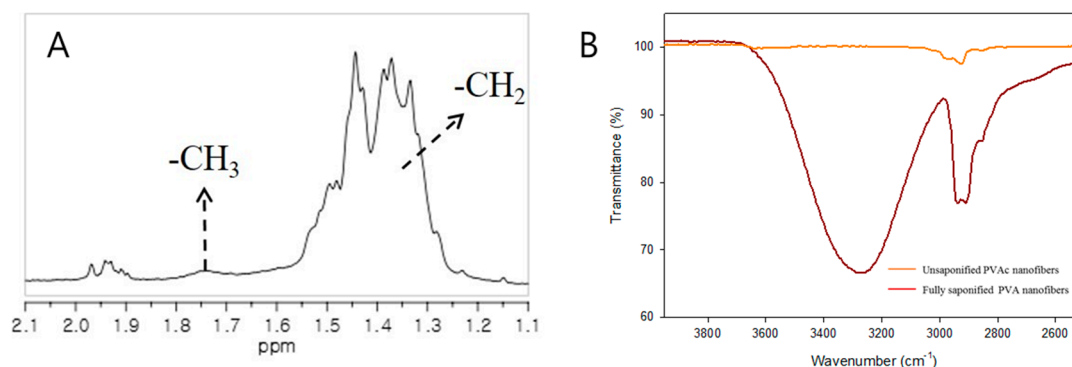 A
-CH₃
-CH₂
2.1 2.0 1.9 1.8 1.7 1.6 1.5 1.4 1.3 1.2 1.1
ppm
B
Transmittance (%)
100
90
80
70
60
Unsaponified PVAc nanofibers
Fully saponified PVA nanofibers
3800 3600 3400 3200 3000 2800 2600
Wavenumber (cm⁻¹)